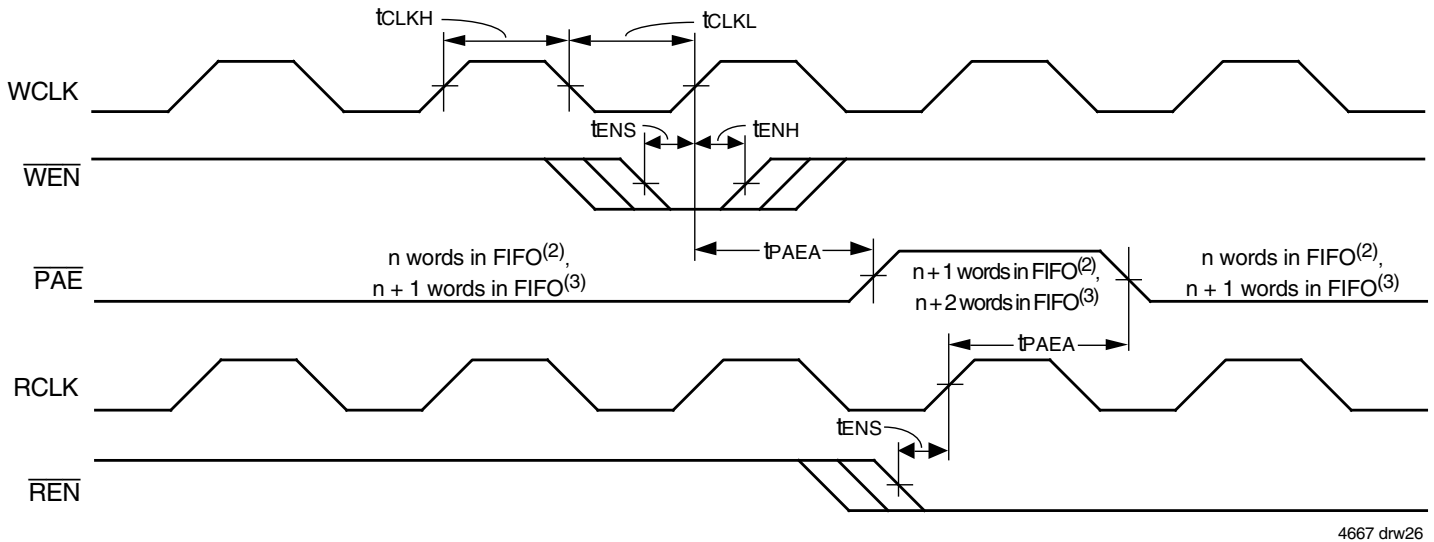 tCLKH
tCLKL
WCLK
tENS
tENH
WEN
tPAEA
PAE
n words in FIFO(2),
n + 1 words in FIFO(3)
n + 1 words in FIFO(2),
n + 2 words in FIFO(3)
n words in FIFO(2),
n + 1 words in FIFO(3)
tPAEA
RCLK
tENS
REN
4667 drw26